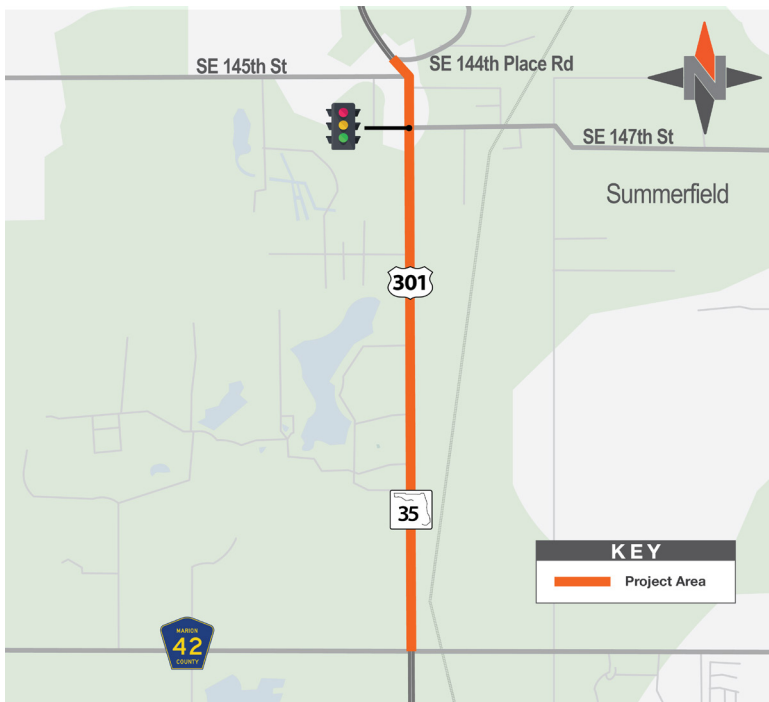 SE 145th St
SE 144th Place Rd
N
SE 147th St
Summerfield
301
35
KEY
Project Area
MARION
42
COUNTY